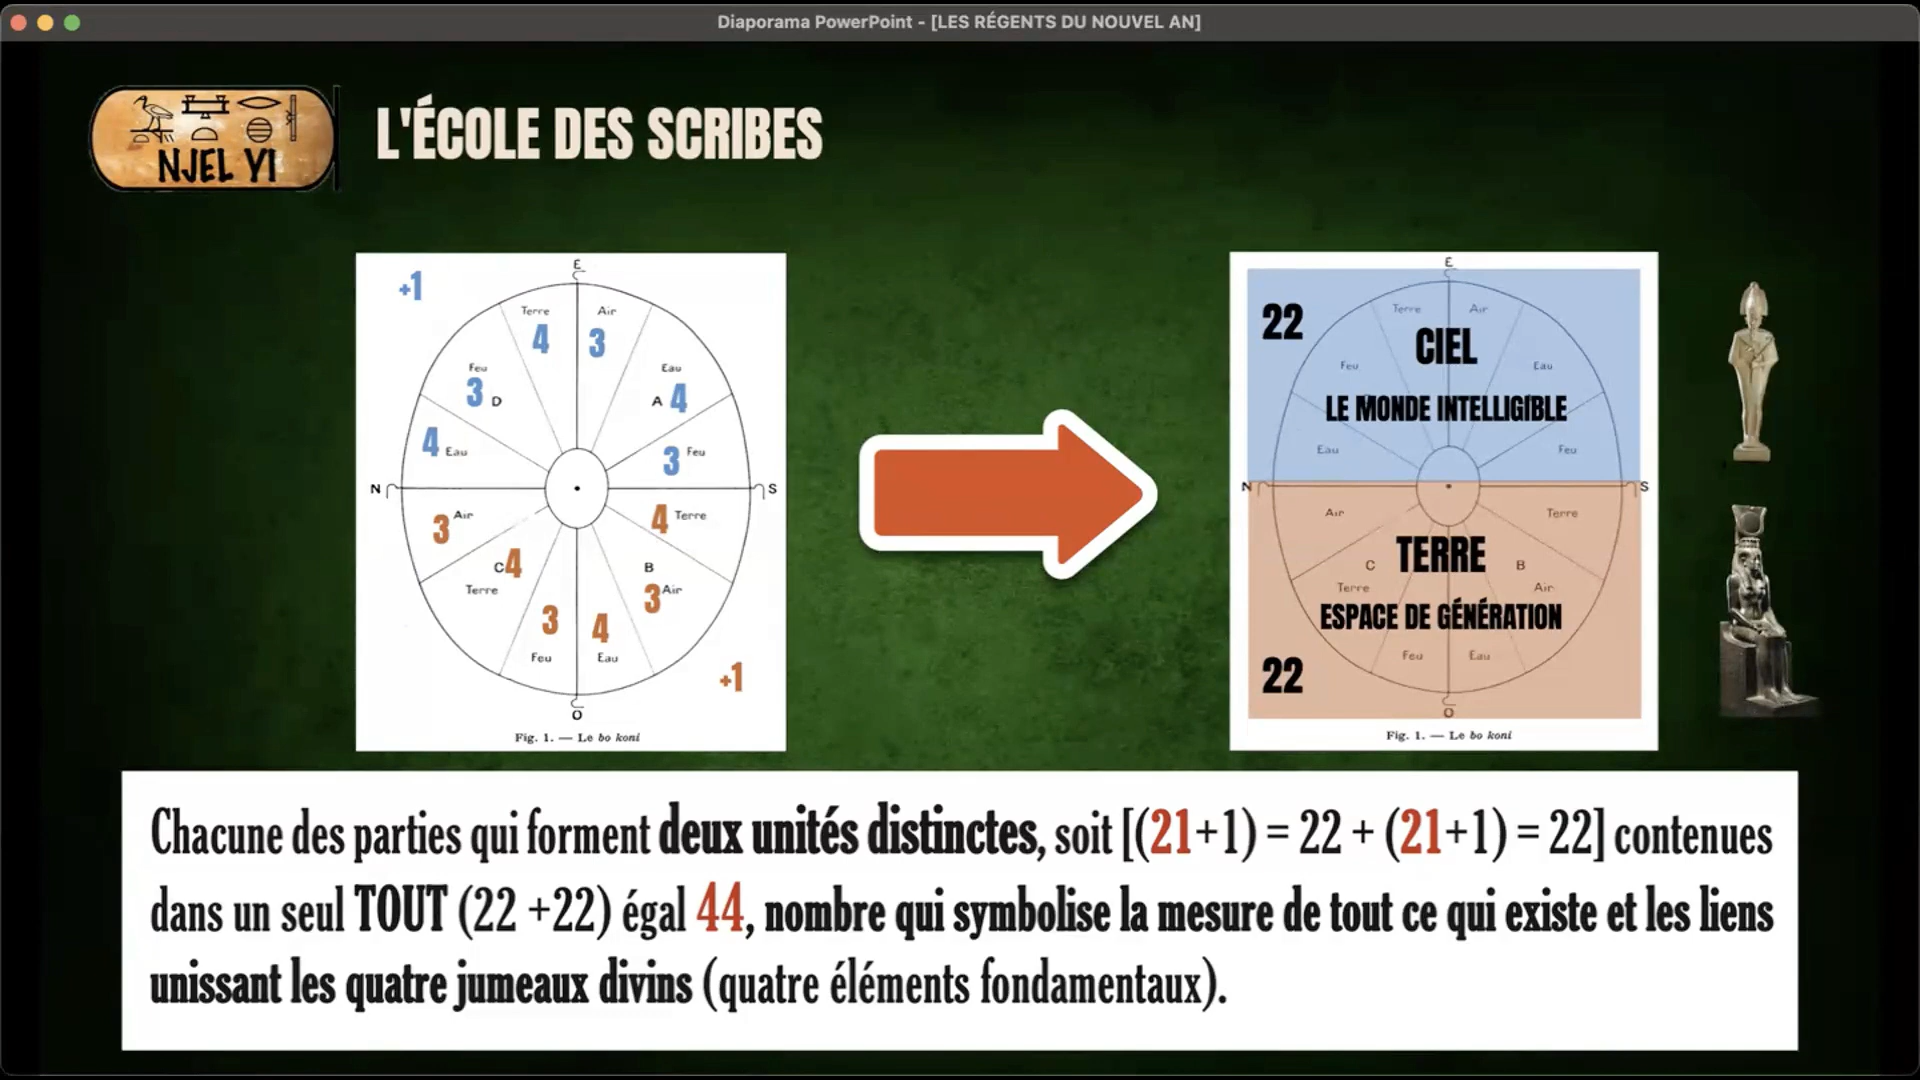 Diaporama PowerPoint - [LES RÉGENTS DU NOUVEL AN]
NJEL YI
L'ÉCOLE DES SCRIBES
+1
E
Terre Air
4 3
Feu Eau
3 D A 4
4 Eau 3 Feu
N S
3 Air 4 Terre
C 4 B
Terre 3 Air
3 4
Feu Eau
+1
O
Fig. 1. — Le bo koni
E
22
Terre Air
CIEL
Feu Eau
LE MONDE INTELLIGIBLE
Eau Feu
N S
Air Terre
TERRE
C B
Terre Air
ESPACE DE GÉNÉRATION
Feu Eau
22
O
Fig. 1. — Le bo koni
Chacune des parties qui forment deux unités distinctes, soit [(21+1) = 22 + (21+1) = 22] contenues
dans un seul TOUT (22 +22) égal 44, nombre qui symbolise la mesure de tout ce qui existe et les liens
unissant les quatre jumeaux divins (quatre éléments fondamentaux).